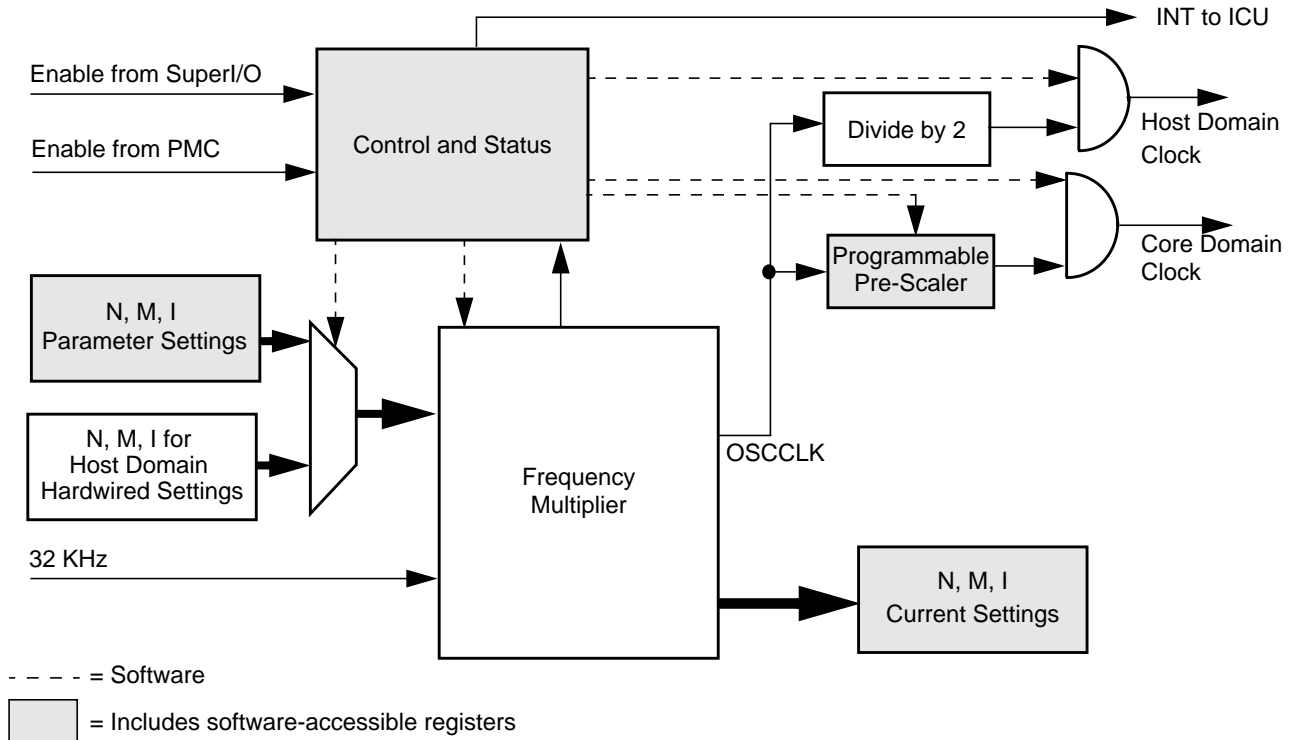 INT to ICU
Enable from SuperI/O
Enable from PMC
Control and Status
Divide by 2
Host Domain
Clock
Programmable
Pre-Scaler
Core Domain
Clock
N, M, I
Parameter Settings
N, M, I for
Host Domain
Hardwired Settings
OSCCLK
Frequency
Multiplier
32 KHz
N, M, I
Current Settings
= Software
= Includes software-accessible registers